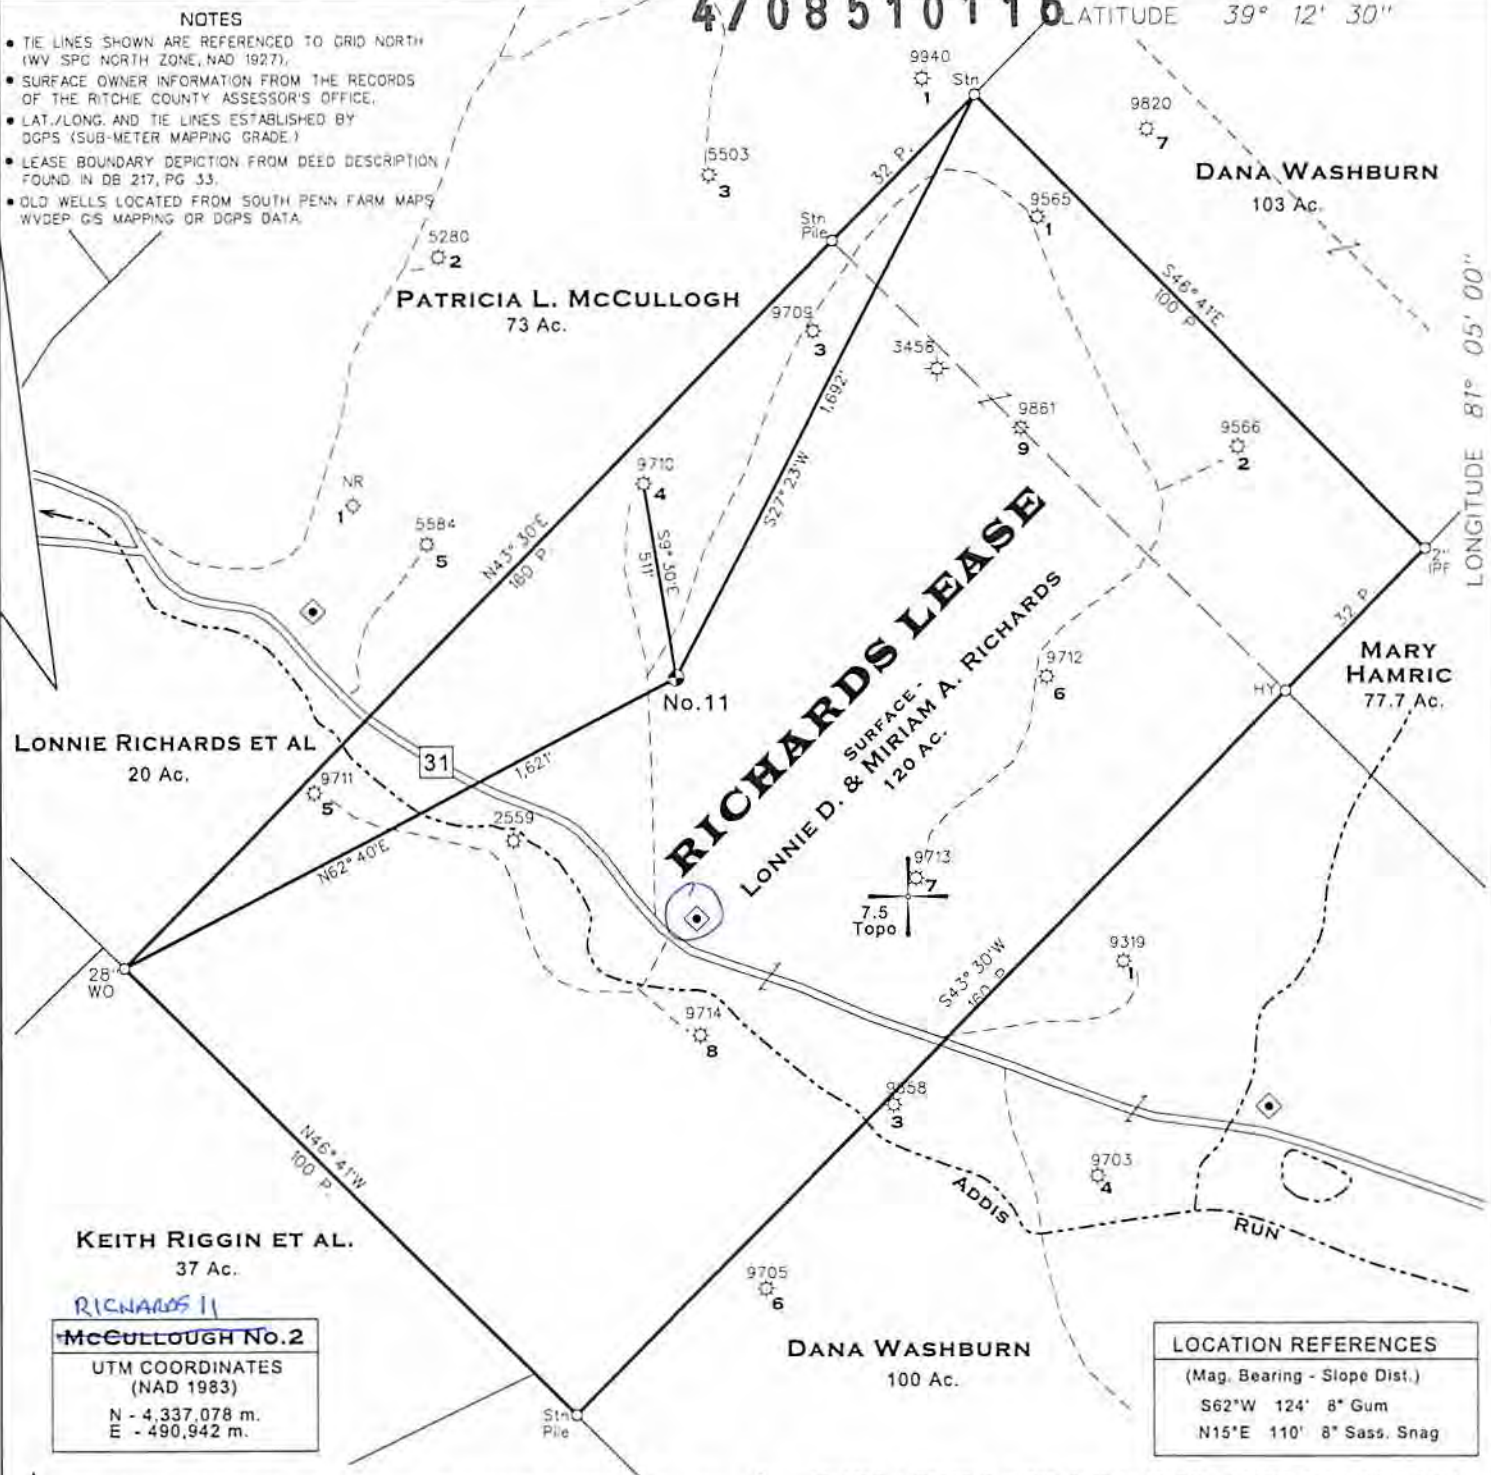 4708510116
LATITUDE 39° 12' 30"
NOTES
• TIE LINES SHOWN ARE REFERENCED TO GRID NORTH
(WV SPC NORTH ZONE, NAD 1927).
• SURFACE OWNER INFORMATION FROM THE RECORDS
OF THE RITCHIE COUNTY ASSESSOR'S OFFICE.
• LAT./LONG. AND TIE LINES ESTABLISHED BY
DGPS (SUB-METER MAPPING GRADE.)
• LEASE BOUNDARY DEPICTION FROM DEED DESCRIPTION
FOUND IN DB 217, PG 33.
• OLD WELLS LOCATED FROM SOUTH PENN FARM MAPS
WVDEP GIS MAPPING OR DGPS DATA.
9940
1
Stn
9820
7
DANA WASHBURN
103 Ac.
5503
3
32 P.
9565
1
Stn
Pile
5280
2
S46° 41'E
100 P
LONGITUDE 81° 05' 00"
PATRICIA L. MCCULLOGH
73 Ac.
9709
3
3456
1,692'
S27° 23'W
9861
9
9566
2
9710
4
NR
1
5584
5
N43° 30'E
160 P.
S9° 30'E
511'
2"
IPF
32 P
RICHARDS LEASE
SURFACE -
LONNIE D. & MIRIAM A. RICHARDS
120 AC.
9712
6
MARY
HAMRIC
77.7 Ac.
HY
No.11
LONNIE RICHARDS ET AL
20 Ac.
31
1,621'
9711
5
2559
N62° 40'E
9713
7
7.5
Topo
28"
WO
9319
1
S43° 30'W
160 P
9714
8
3
N46° 41'W
100 P.
9703
4
ADDIS
RUN
KEITH RIGGIN ET AL.
37 Ac.
9705
6
RICHARDS 11
MCCULLOUGH NO.2
UTM COORDINATES
(NAD 1983)
N - 4,337,078 m.
E - 490,942 m.
DANA WASHBURN
100 Ac.
LOCATION REFERENCES
(Mag. Bearing - Slope Dist.)
S62°W 124' 8" Gum
N15°E 110' 8" Sass. Snag
Stn
Pile